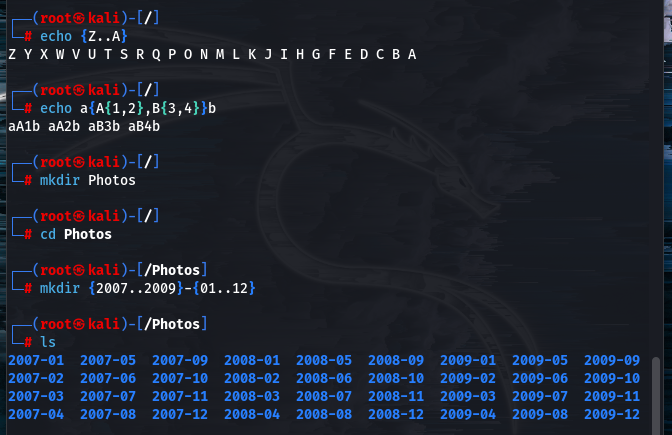 ┌──(root㉿kali)-[/]
└─# echo {Z..A}
Z Y X W V U T S R Q P O N M L K J I H G F E D C B A
┌──(root㉿kali)-[/]
└─# echo a{A{1,2},B{3,4}}b
aA1b aA2b aB3b aB4b
┌──(root㉿kali)-[/]
└─# mkdir Photos
┌──(root㉿kali)-[/]
└─# cd Photos
┌──(root㉿kali)-[/Photos]
└─# mkdir {2007..2009}-{01..12}
┌──(root㉿kali)-[/Photos]
└─# ls
2007-01 2007-05 2007-09 2008-01 2008-05 2008-09 2009-01 2009-05 2009-09
2007-02 2007-06 2007-10 2008-02 2008-06 2008-10 2009-02 2009-06 2009-10
2007-03 2007-07 2007-11 2008-03 2008-07 2008-11 2009-03 2009-07 2009-11
2007-04 2007-08 2007-12 2008-04 2008-08 2008-12 2009-04 2009-08 2009-12